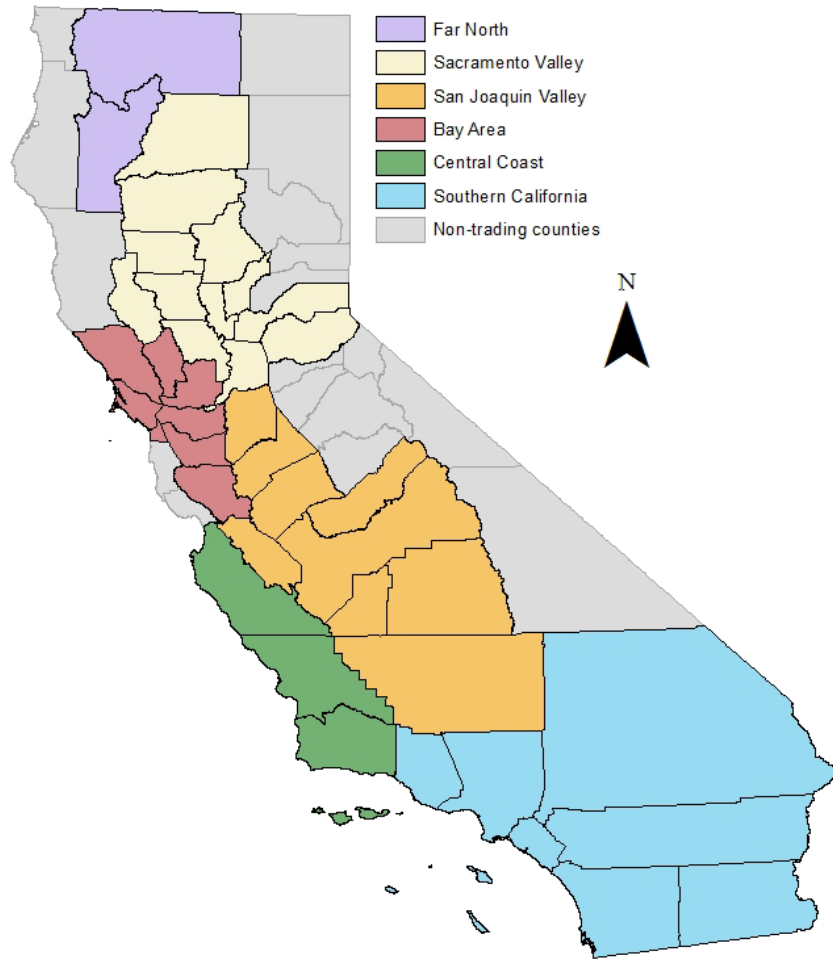 Far North
Sacramento Valley
San Joaquin Valley
Bay Area
Central Coast
Southern California
Non-trading counties
N